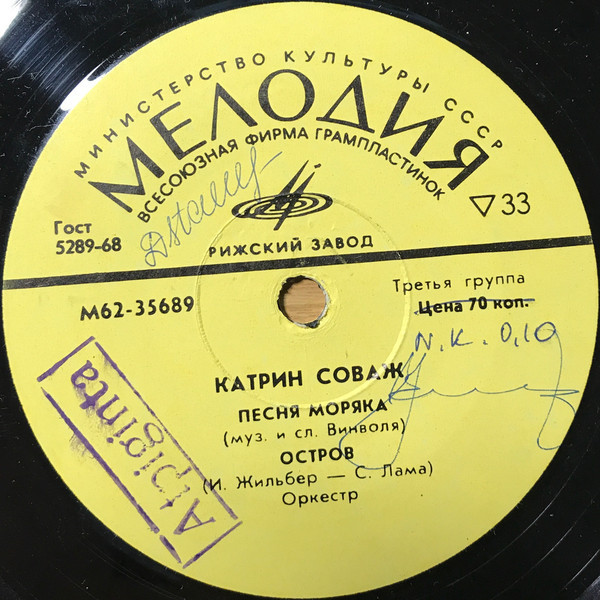 МИНИСТЕРСТВО КУЛЬТУРЫ СССР
МЕЛОДИЯ
ВСЕСОЮЗНАЯ ФИРМА ГРАМПЛАСТИНОК
Гост
5289-68
33
РИЖСКИЙ ЗАВОД
М62-35689
Третья группа
Цена 70 коп.
N.K. 0,10
КАТРИН СОВАЖ
ПЕСНЯ МОРЯКА
(муз. и сл. Винволя)
ОСТРОВ
(И. Жильбер — С. Лама)
Оркестр
Atpiginta